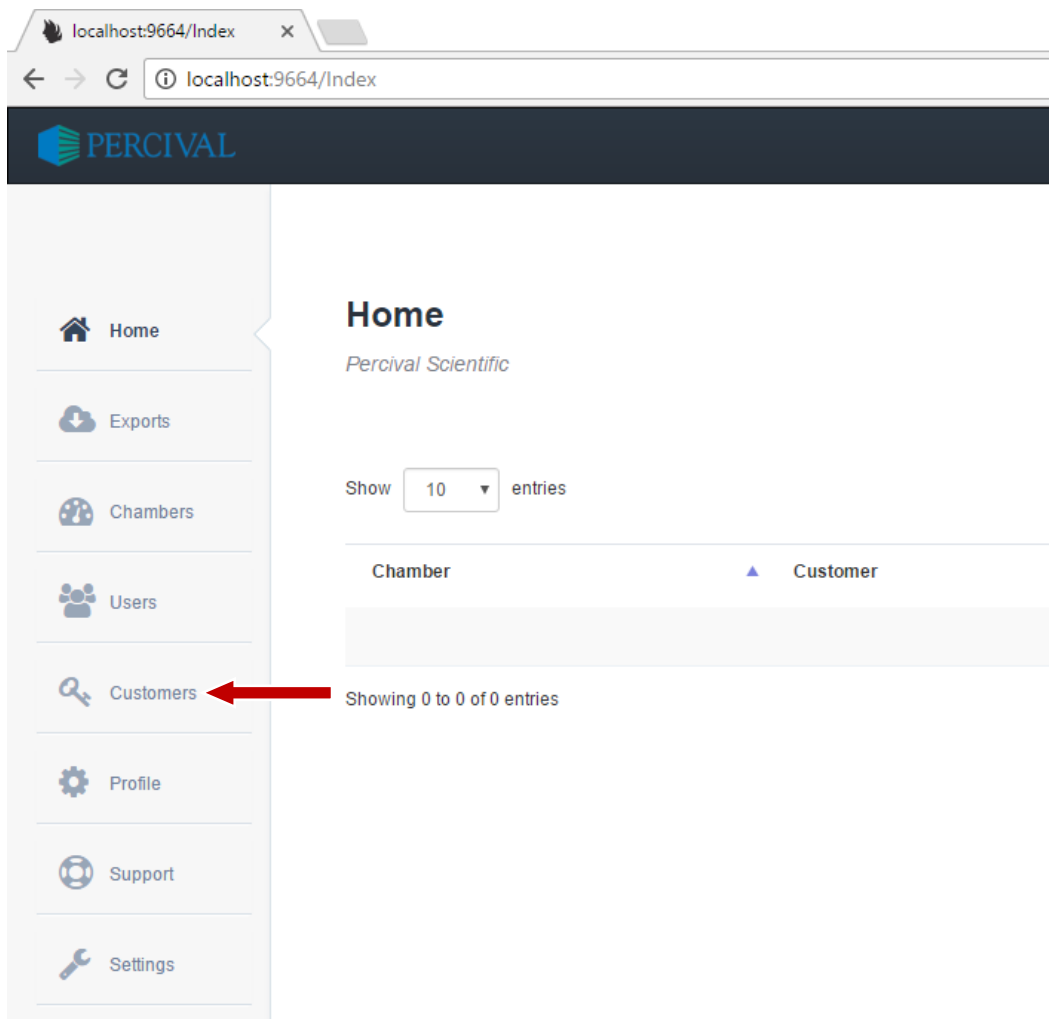 localhost:9664/Index
localhost:9664/Index
PERCIVAL
Home
Exports
Chambers
Users
Customers
Profile
Support
Settings
Home
Percival Scientific
Show 10 entries
Chamber Customer
Showing 0 to 0 of 0 entries